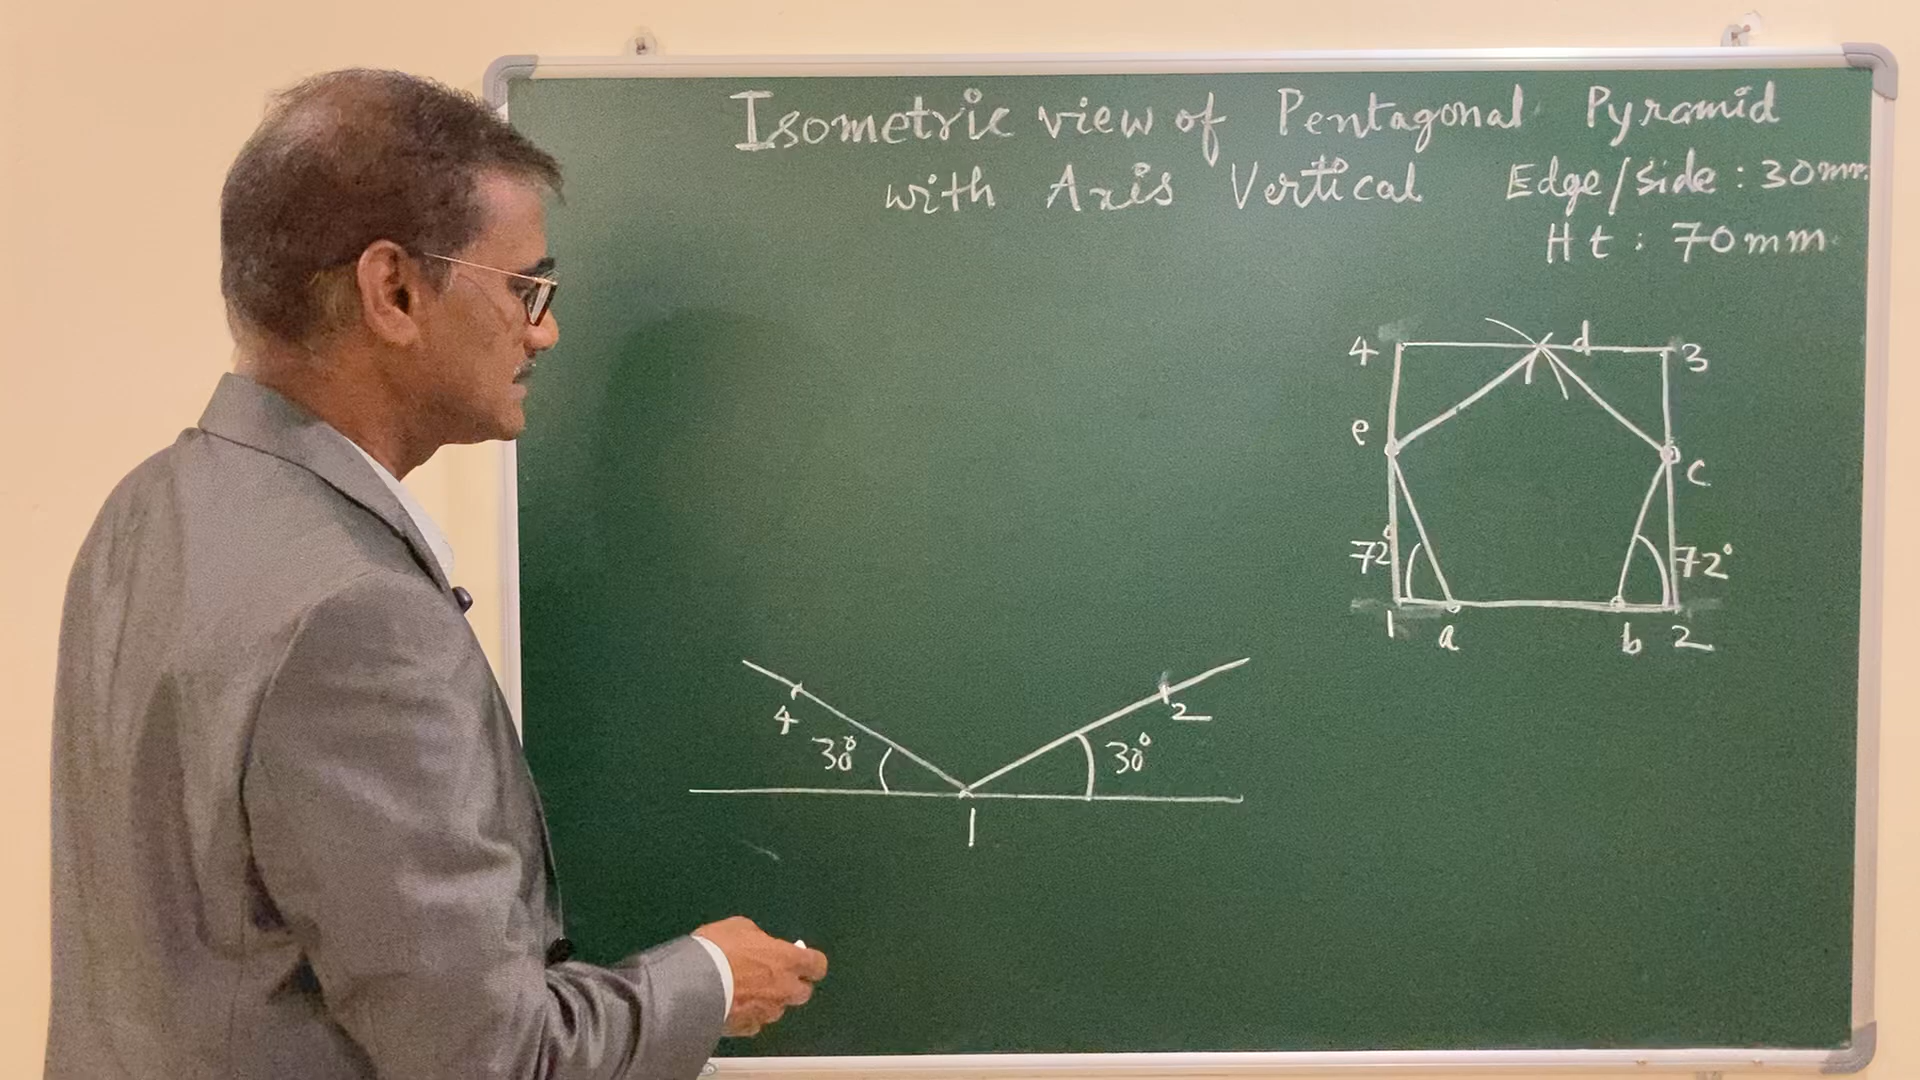 Isometric view of Pentagonal Pyramid
with Axis Vertical
Edge/side : 30mm.
Ht : 70mm.
4
d
3
e
c
72°
72°
1
a
b
2
4
2
30°
30°
1